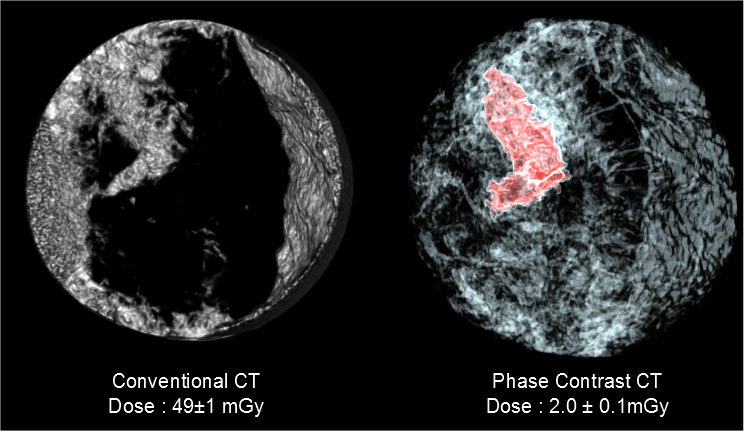 Conventional CT
Dose : 49±1 mGy
Phase Contrast CT
Dose : 2.0 ± 0.1mGy